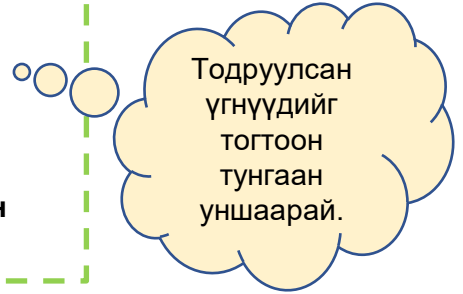 Тодруулсан
үгнүүдийг
тогтоон
тунгаан
уншаарай.
н